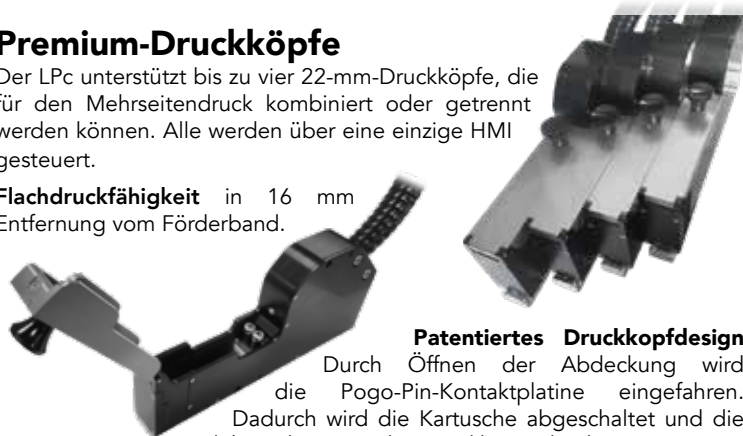 Premium-Druckköpfe
Der LPc unterstützt bis zu vier 22-mm-Druckköpfe, die
für den Mehrseitendruck kombiniert oder getrennt
werden können. Alle werden über eine einzige HMI
gesteuert.
Flachdruckfähigkeit in 16 mm
Entfernung vom Förderband.
Patentiertes Druckkopfdesign
Durch Öffnen der Abdeckung wird
die Pogo-Pin-Kontaktplatine eingefahren.
Dadurch wird die Kartusche abgeschaltet und die